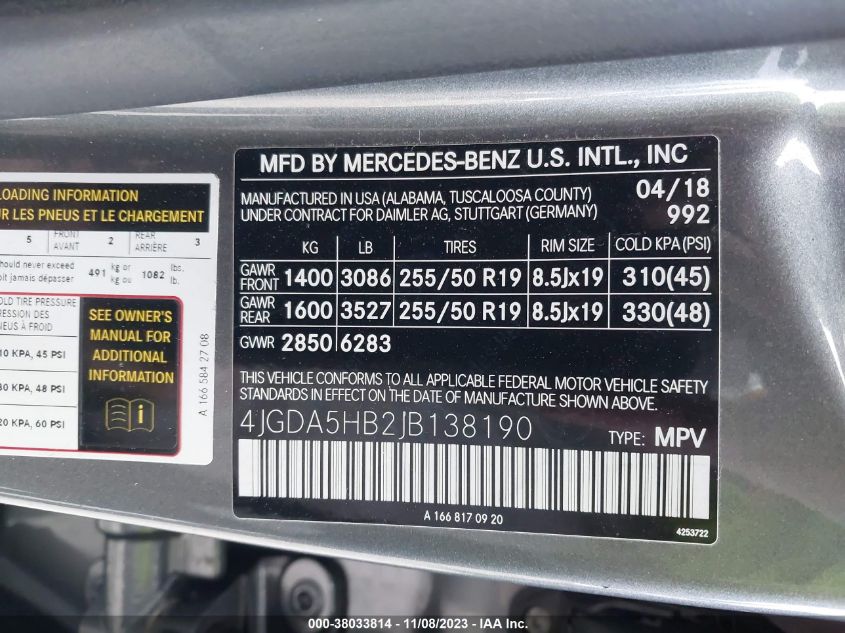 LOADING INFORMATION
UR LES PNEUS ET LE CHARGEMENT
5 FRONT AVANT 2 REAR ARRIÈRE 3
hould never exceed
oit jamais dépasser 491 kg or kg ou 1082 lbs. lb.
OLD TIRE PRESSURE
RESSION DES
NEUS À FROID
10 KPA, 45 PSI
30 KPA, 48 PSI
20 KPA, 60 PSI
SEE OWNER'S
MANUAL FOR
ADDITIONAL
INFORMATION
A 166 584 27 08
MFD BY MERCEDES-BENZ U.S. INTL., INC
MANUFACTURED IN USA (ALABAMA, TUSCALOOSA COUNTY) 04/18
UNDER CONTRACT FOR DAIMLER AG, STUTTGART (GERMANY) 992
KG LB TIRES RIM SIZE COLD KPA (PSI)
GAWR FRONT 1400 3086 255/50 R19 8.5Jx19 310(45)
GAWR REAR 1600 3527 255/50 R19 8.5Jx19 330(48)
GVWR 2850 6283
THIS VEHICLE CONFORMS TO ALL APPLICABLE FEDERAL MOTOR VEHICLE SAFETY
STANDARDS IN EFFECT ON THE DATE OF MANUFACTURE SHOWN ABOVE.
4JGDA5HB2JB138190 TYPE: MPV
A 166 817 09 20
4253722
000-38033814 - 11/08/2023 - Copyright IAA